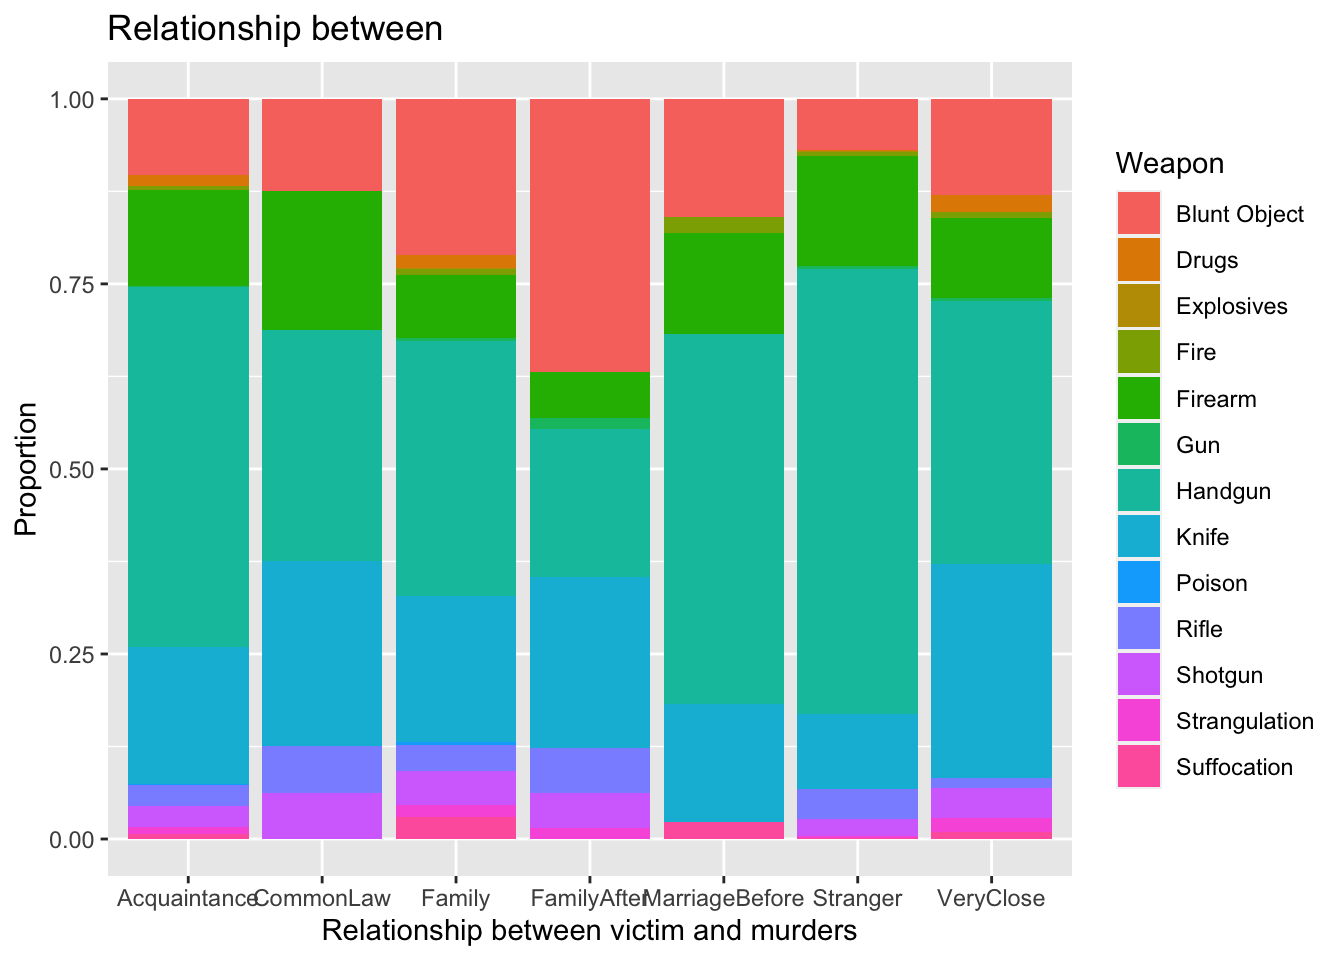 Relationship between
1.00
0.75
0.50
0.25
0.00
Proportion
Acquaintance CommonLaw Family FamilyAfter MarriageBefore Stranger VeryClose
Relationship between victim and murders
Weapon
Blunt Object
Drugs
Explosives
Fire
Firearm
Gun
Handgun
Knife
Poison
Rifle
Shotgun
Strangulation
Suffocation